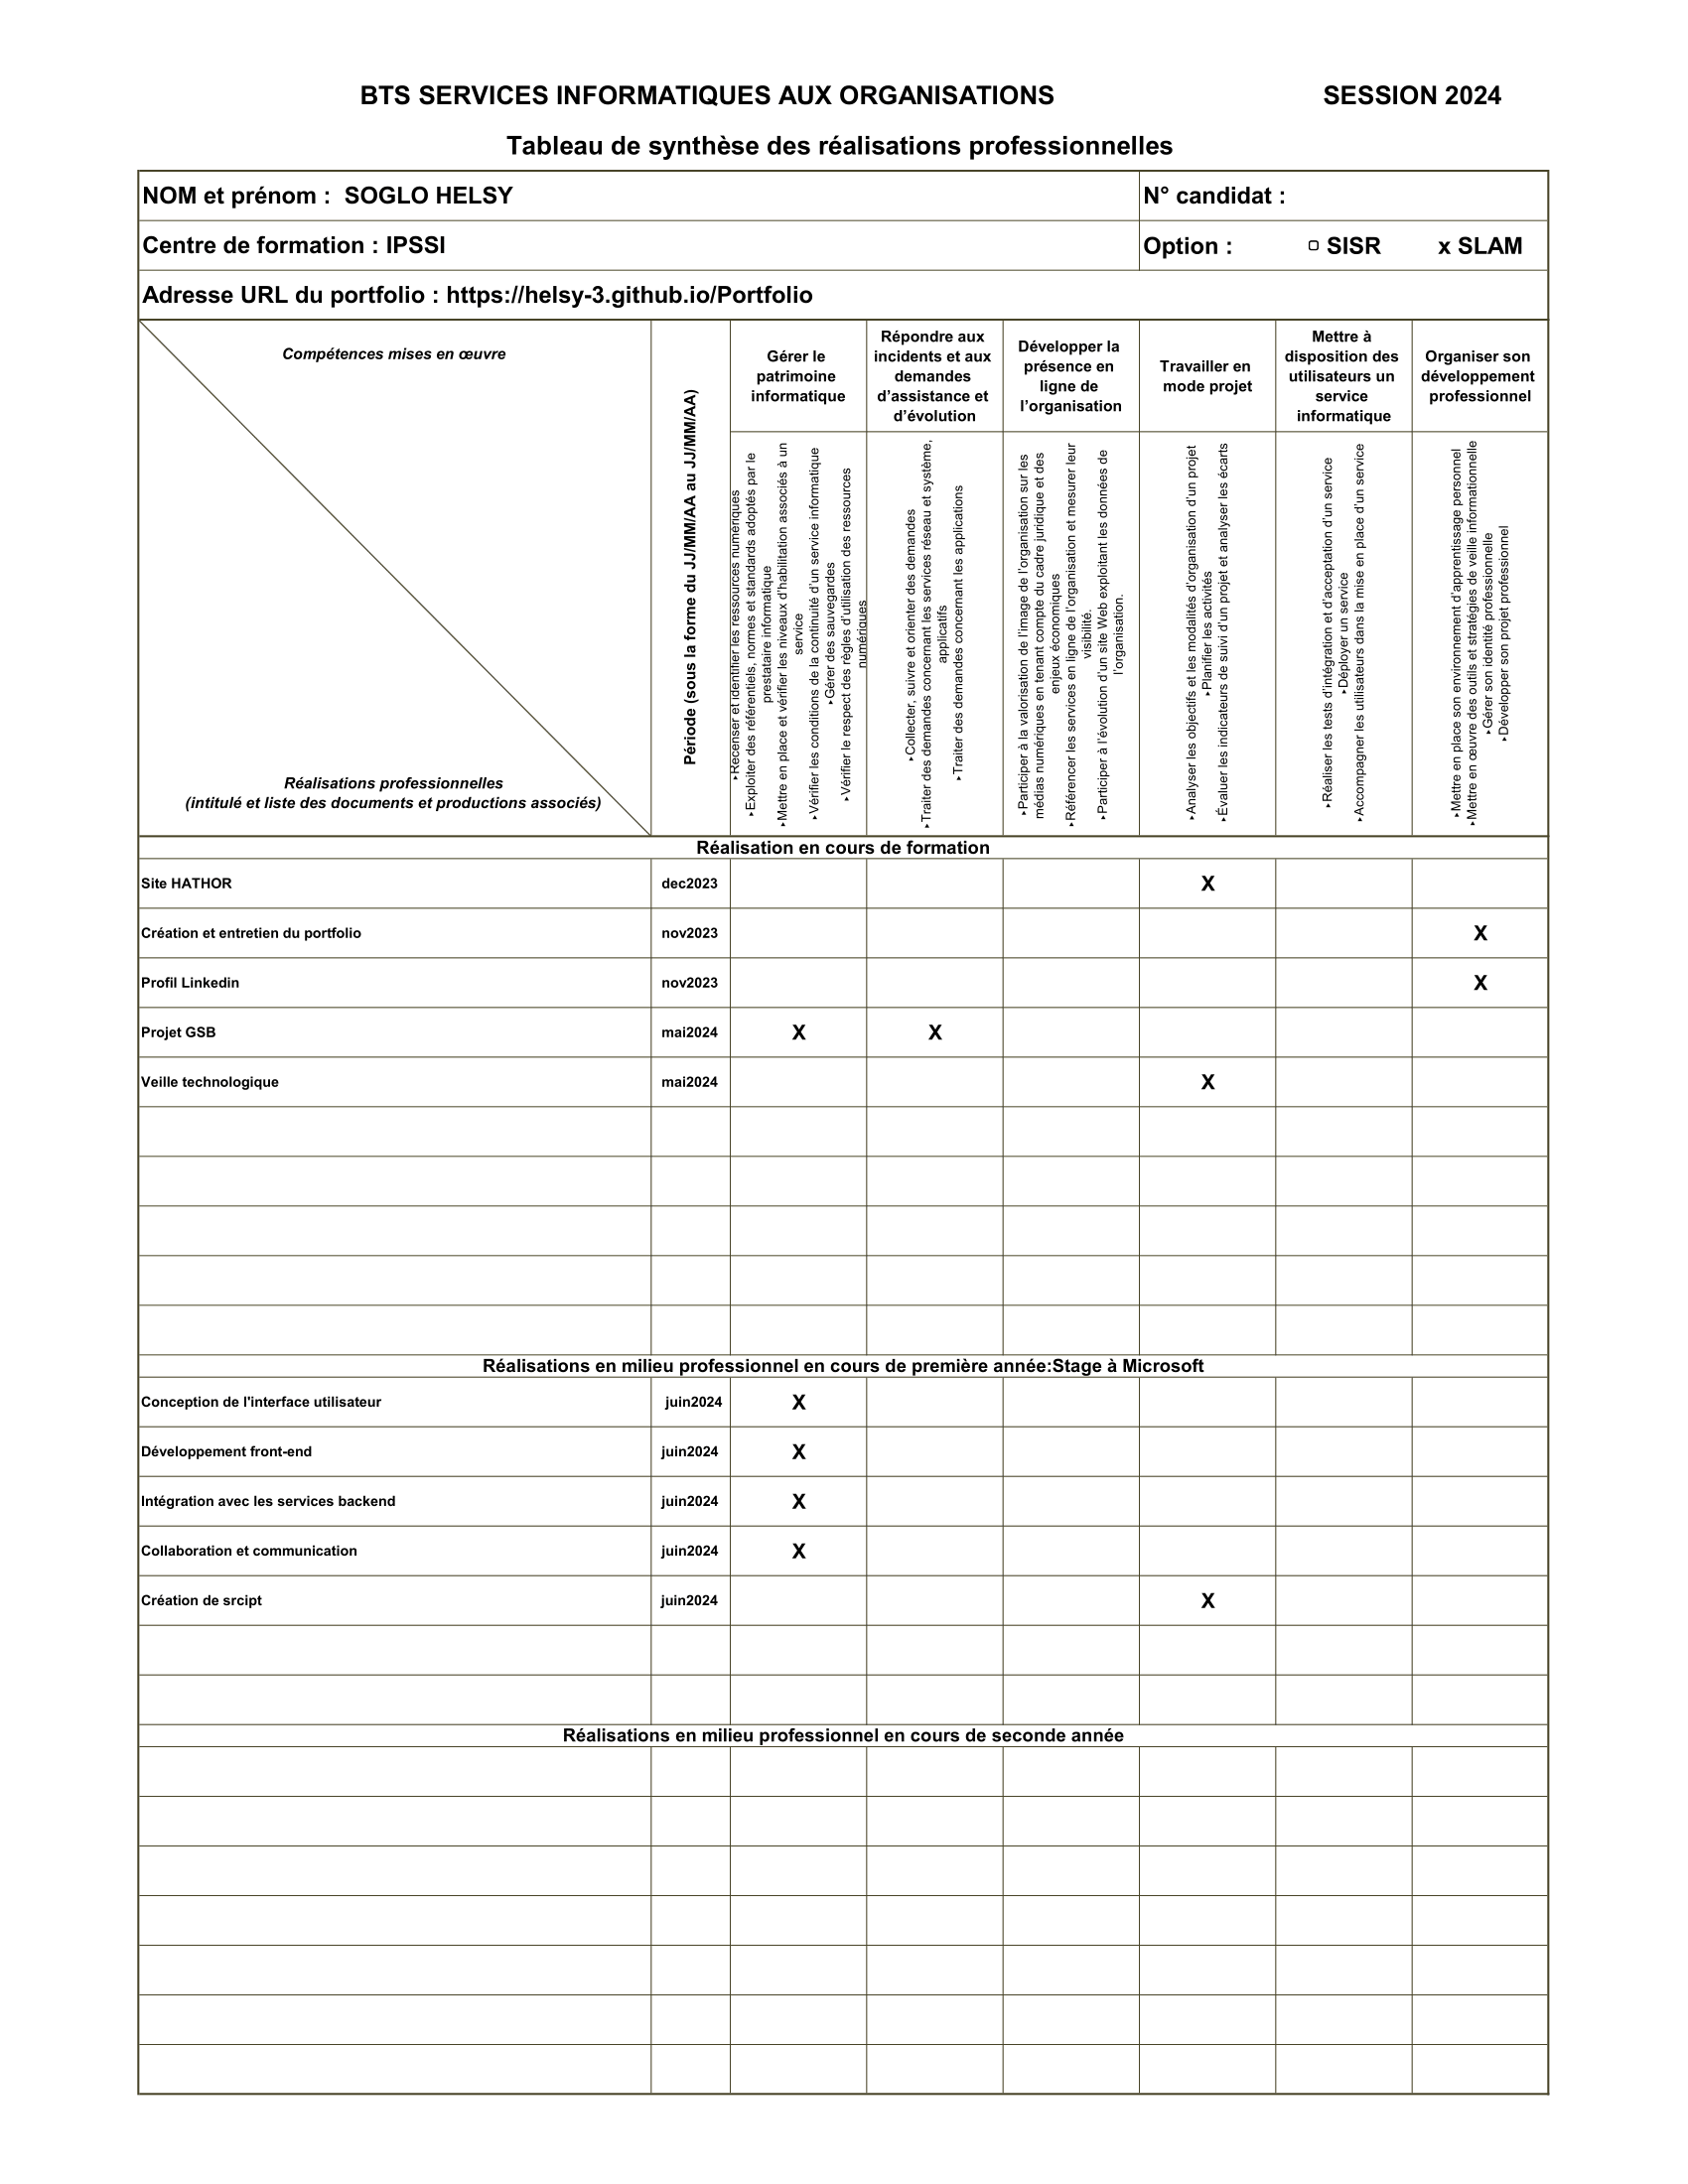 BTS SERVICES INFORMATIQUES AUX ORGANISATIONS SESSION 2024
Tableau de synthèse des réalisations professionnelles
NOM et prénom : SOGLO HELSY N° candidat :
Centre de formation : IPSSI Option : ▢ SISR x SLAM
Adresse URL du portfolio : https://helsy-3.github.io/Portfolio
Compétences mises en œuvre
Réalisations professionnelles
(intitulé et liste des documents et productions associés)
Période (sous la forme du JJ/MM/AA au JJ/MM/AA)
Gérer le
patrimoine
informatique
Répondre aux
incidents et aux
demandes
d’assistance et
d’évolution
Développer la
présence en
ligne de
l’organisation
Travailler en
mode projet
Mettre à
disposition des
utilisateurs un
service
informatique
Organiser son
développement
professionnel
‣Recenser et identifier les ressources numériques
‣Exploiter des référentiels, normes et standards adoptés par le
prestataire informatique
‣Mettre en place et vérifier les niveaux d’habilitation associés à un
service
‣Vérifier les conditions de la continuité d’un service informatique
‣Gérer des sauvegardes
‣Vérifier le respect des règles d’utilisation des ressources
numériques
‣Collecter, suivre et orienter des demandes
‣Traiter des demandes concernant les services réseau et système,
applicatifs
‣Traiter des demandes concernant les applications
‣Participer à la valorisation de l’image de l’organisation sur les
médias numériques en tenant compte du cadre juridique et des
enjeux économiques
‣Référencer les services en ligne de l’organisation et mesurer leur
visibilité.
‣Participer à l’évolution d’un site Web exploitant les données de
l’organisation.
‣Analyser les objectifs et les modalités d’organisation d’un projet
‣Planifier les activités
‣Évaluer les indicateurs de suivi d’un projet et analyser les écarts
‣Réaliser les tests d’intégration et d’acceptation d’un service
‣Déployer un service
‣Accompagner les utilisateurs dans la mise en place d’un service
‣Mettre en place son environnement d’apprentissage personnel
‣Mettre en œuvre des outils et stratégies de veille informationnelle
‣Gérer son identité professionnelle
‣Développer son projet professionnel
Réalisation en cours de formation
Site HATHOR dec2023 X
Création et entretien du portfolio nov2023 X
Profil Linkedin nov2023 X
Projet GSB mai2024 X X
Veille technologique mai2024 X
Réalisations en milieu professionnel en cours de première année:Stage à Microsoft
Conception de l'interface utilisateur juin2024 X
Développement front-end juin2024 X
Intégration avec les services backend juin2024 X
Collaboration et communication juin2024 X
Création de srcipt juin2024 X
Réalisations en milieu professionnel en cours de seconde année